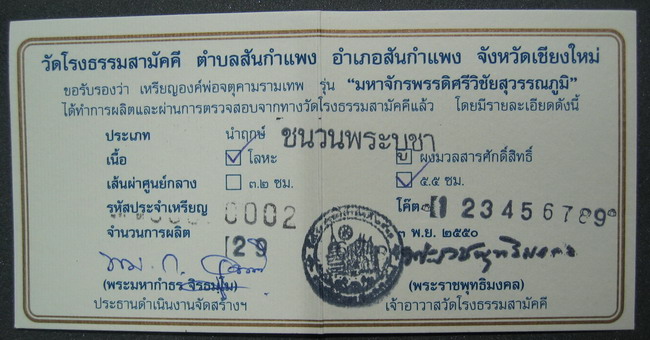 วัดโรงธรรมสามัคคี ตำบลสันกำแพง อำเภอสันกำแพง จังหวัดเชียงใหม่
ขอรับรองว่า เหรียญองค์พ่อจตุคามรามเทพ รุ่น "มหาจักรพรรดิศรีวิชัยสุวรรณภูมิ"
ได้ทำการผลิตและผ่านการตรวจสอบจากทางวัดโรงธรรมสามัคคีแล้ว โดยมีรายละเอียดดังนี้
ประเภท นำฤกษ์ ชนวนพระบูชา
เนื้อ โลหะ ผงมวลสารศักดิ์สิทธิ์
เส้นผ่าศูนย์กลาง ๓.๒ ซม. ๕.๕ ซม.
รหัสประจำเหรียญ 0002 โค๊ต 1 23456789
จำนวนการผลิต 29 ๓ พ.ย. ๒๕๕๐
(พระมหากำธร จิรธมฺโม) (พระราชพุทธิมงคล)
ประธานดำเนินงานจัดสร้างฯ เจ้าอาวาสวัดโรงธรรมสามัคคี